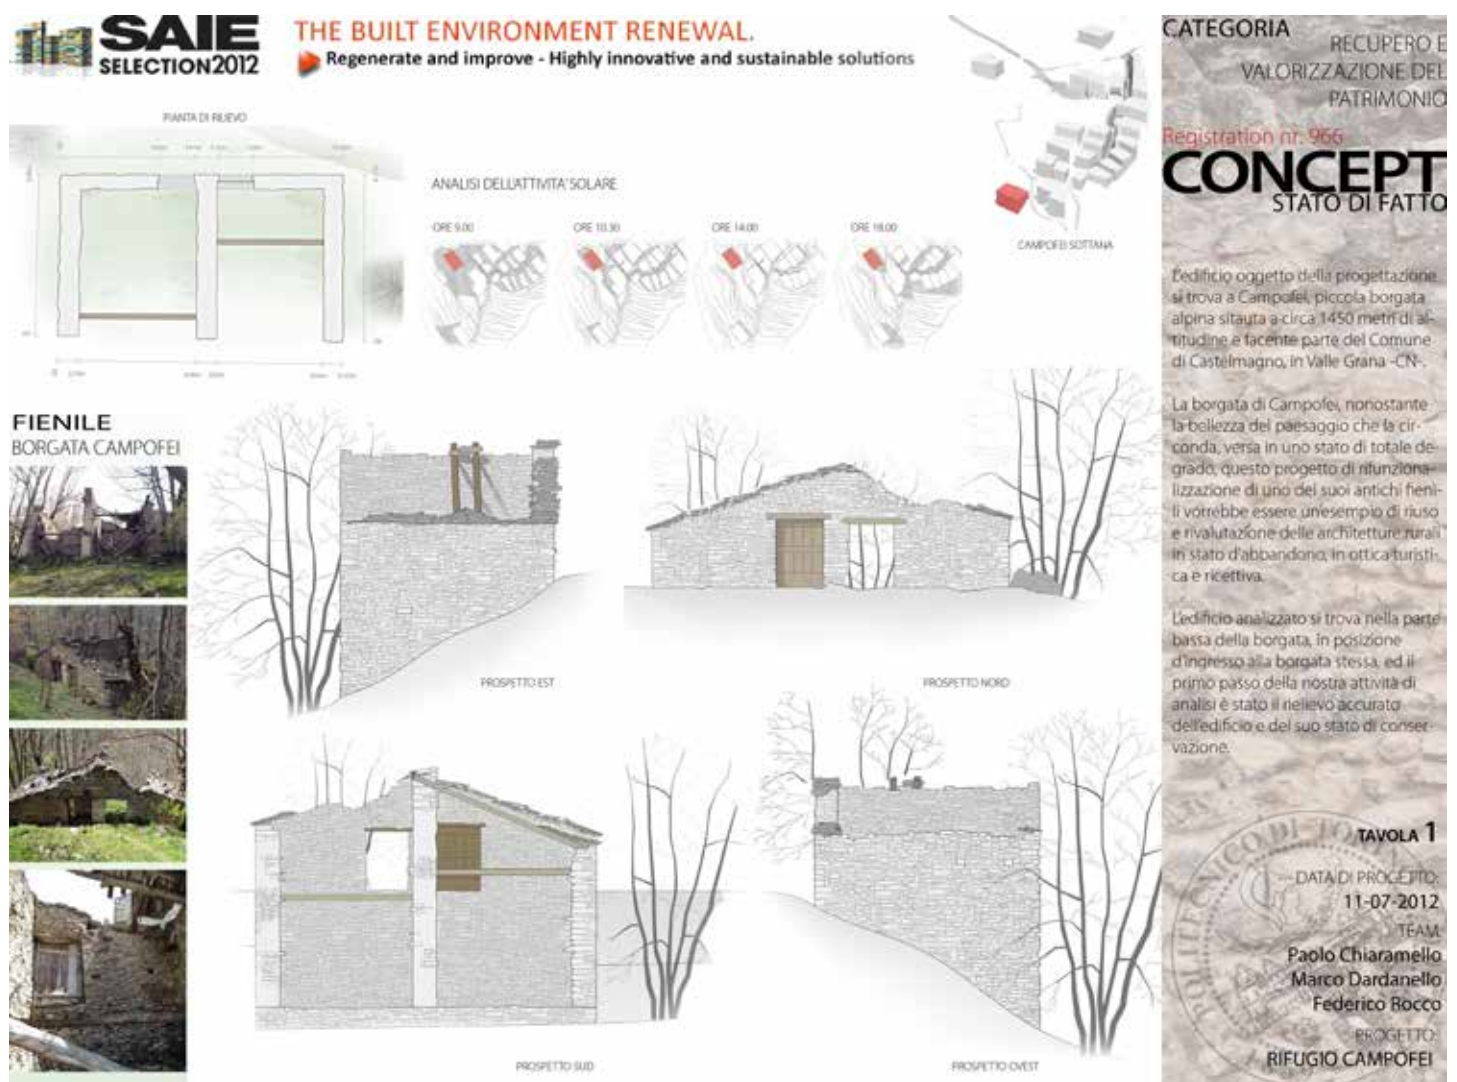 SAIE
SELECTION2012
THE BUILT ENVIRONMENT RENEWAL.
Regenerate and improve - Highly innovative and sustainable solutions
PIANTA DI RILIEVO
ANALISI DELL'ATTIVITA' SOLARE
ORE 9.00
ORE 10.30
ORE 14.00
ORE 18.00
CAMPOFEI SOTTANA
FIENILE
BORGATA CAMPOFEI
PROSPETTO EST
PROSPETTO NORD
PROSPETTO SUD
PROSPETTO OVEST
CATEGORIA
RECUPERO E
VALORIZZAZIONE DEL
PATRIMONIO
Registration nr. 966
CONCEPT
STATO DI FATTO
L'edificio oggetto della progettazione
si trova a Campofei, piccola borgata
alpina sitauta a circa 1450 metri di al-
titudine e facente parte del Comune
di Castelmagno, in Valle Grana -CN-.
La borgata di Campofei, nonostante
la bellezza del paesaggio che la cir-
conda, versa in uno stato di totale de-
grado, questo progetto di rifunziona-
lizzazione di uno dei suoi antichi fieni-
li vorrebbe essere un'esempio di riuso
e rivalutazione delle architetture rurali
in stato d'abbandono, in ottica turisti-
ca e ricettiva.
L'edificio analizzato si trova nella parte
bassa della borgata, in posizione
d'ingresso alla borgata stessa, ed il
primo passo della nostra attività di
analisi è stato il rielievo accurato
dell'edificio e del suo stato di conser-
vazione.
TAVOLA 1
DATA DI PROGETTO:
11-07-2012
TEAM:
Paolo Chiaramello
Marco Dardanello
Federico Rocco
PROGETTO:
RIFUGIO CAMPOFEI